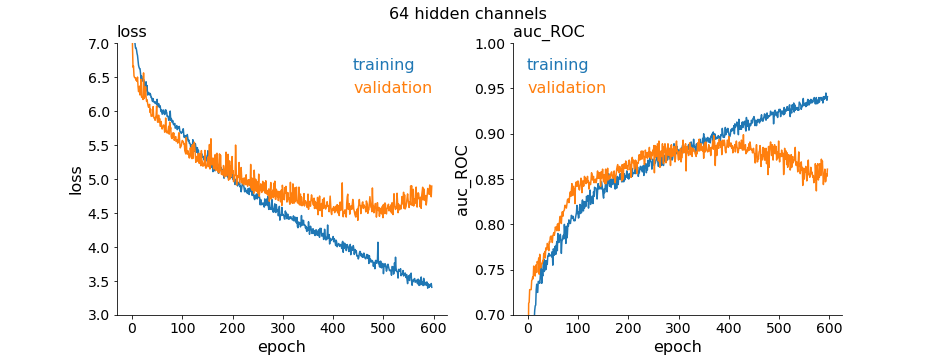 64 hidden channels
loss
7.0
6.5
6.0
5.5
5.0
4.5
4.0
3.5
3.0
loss
training
validation
0
100
200
300
400
500
600
epoch
auc_ROC
1.00
0.95
0.90
0.85
0.80
0.75
0.70
auc_ROC
training
validation
0
100
200
300
400
500
600
epoch